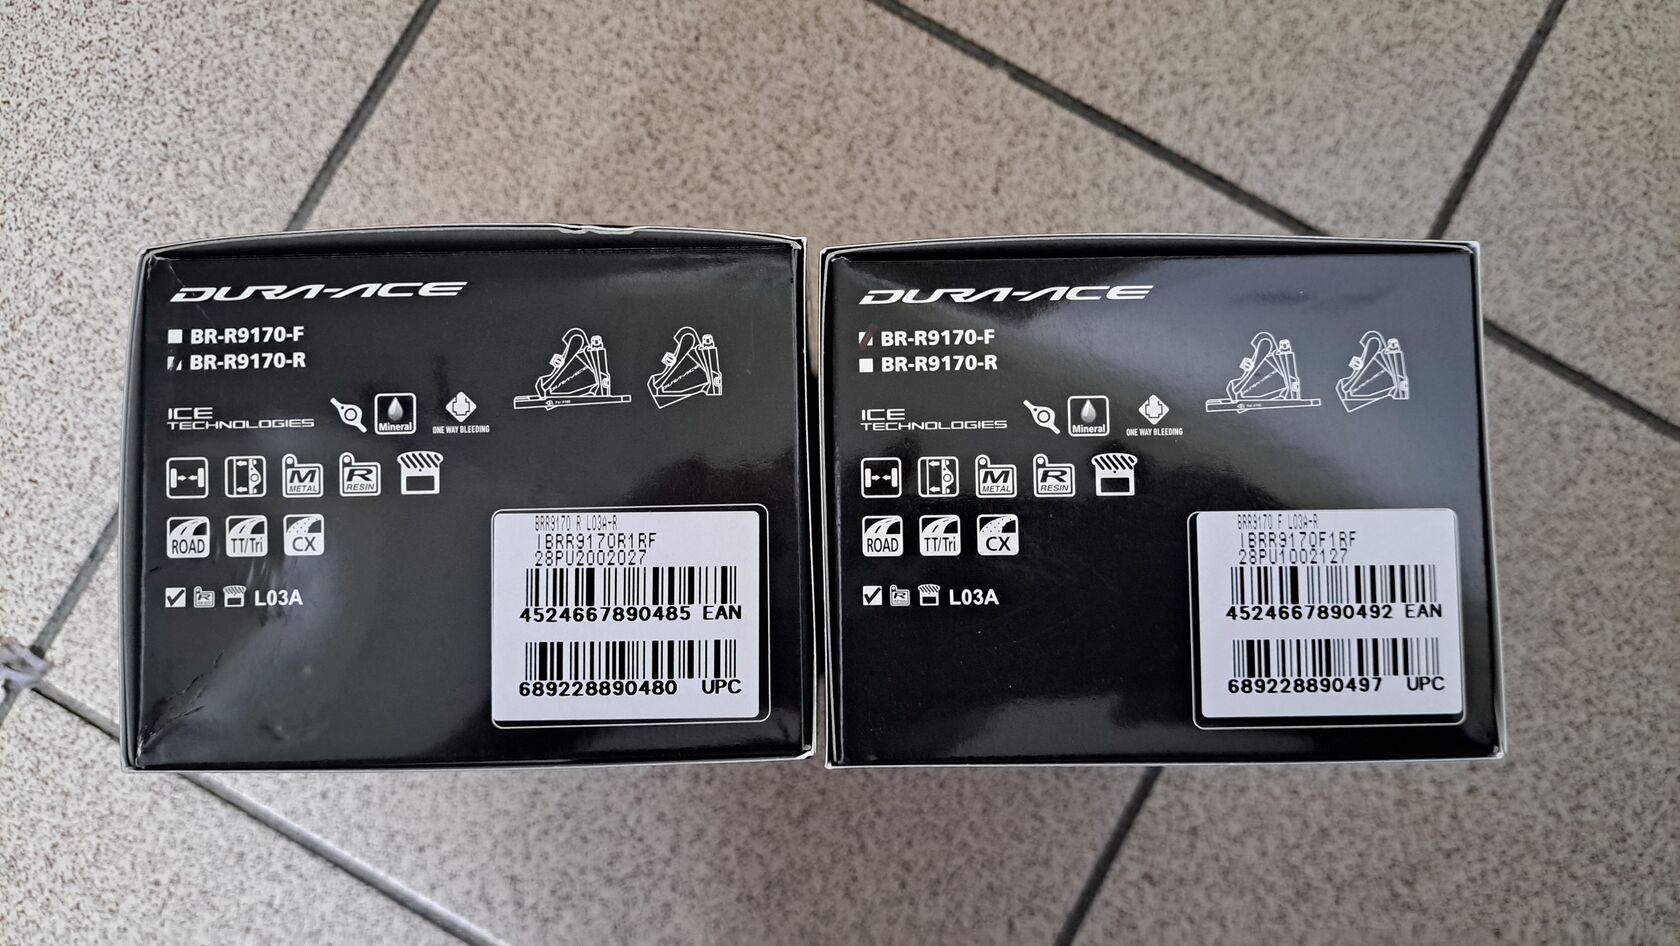 DURA-ACE
BR-R9170-F
BR-R9170-R
ICE
TECHNOLOGIES
Mineral
ONE WAY BLEEDING
M
METAL
R
RESIN
ROAD
TT/Tri
CX
L03A
BRR9170 R L03A-R
IBRR9170R1RF
28PU2002027
4524667890485 EAN
689228890480 UPC
DURA-ACE
BR-R9170-F
BR-R9170-R
ICE
TECHNOLOGIES
Mineral
ONE WAY BLEEDING
M
METAL
R
RESIN
ROAD
TT/Tri
CX
L03A
BRR9170 F L03A-R
IBRR9170F1RF
28PU1002127
4524667890492 EAN
689228890497 UPC